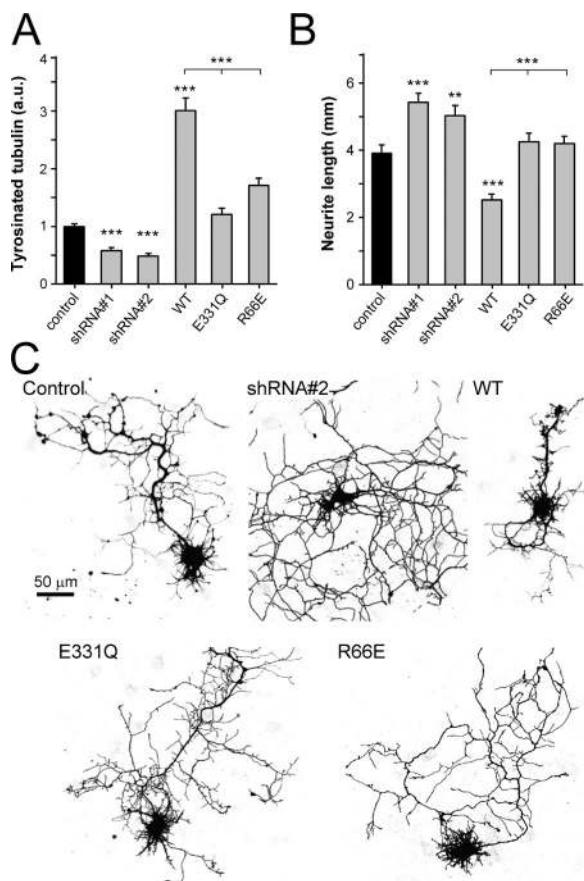 A
Tyrosinated tubulin (a.u.)
4
3
2
1
0
***
***
***
***
control
shRNA#1
shRNA#2
WT
E331Q
R66E
B
Neurite length (mm)
6
4
2
0
***
**
***
***
control
shRNA#1
shRNA#2
WT
E331Q
R66E
C
Control
shRNA#2
WT
50 μm
E331Q
R66E